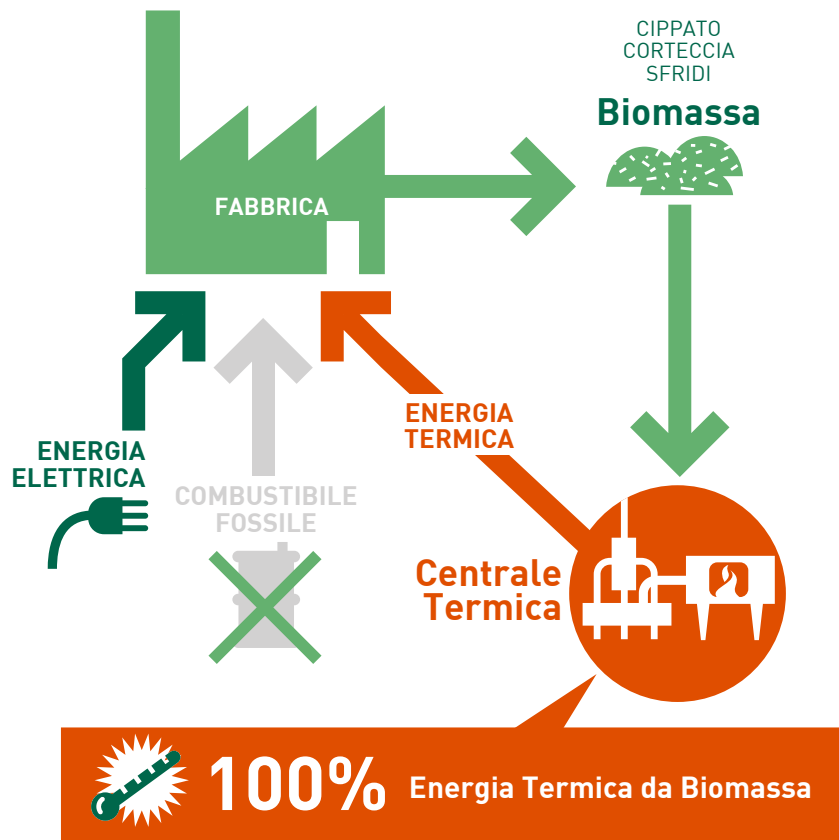 CIPPATO
CORTECCIA
SFRIDI
Biomassa
FABBRICA
ENERGIA
TERMICA
ENERGIA
ELETTRICA
COMBUSTIBILE
FOSSILE
Centrale
Termica
100% Energia Termica da Biomassa